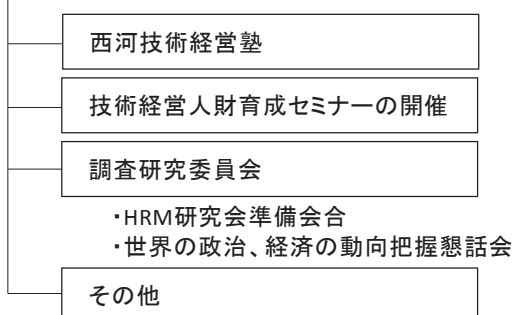 西河技術経営塾
技術経営人財育成セミナーの開催
調査研究委員会
・HRM研究会準備会合
・世界の政治、経済の動向把握懇話会
その他